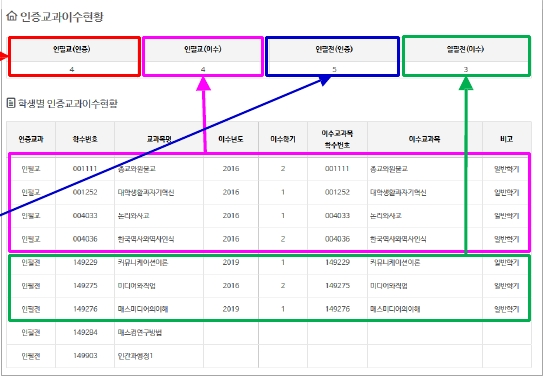 인증교과이수현황
인필교(인증) 인필교(이수) 인필전(인증) 인필전(이수)
4 4 5 3
학생별 인증교과이수현황
인증교과 학수번호 교과목명 이수년도 이수학기 이수교과목 학수번호 이수교과목 비고
인필교 001111 종교와원불교 2016 2 001111 종교와원불교 일반학기
인필교 001252 대학생활과자기혁신 2016 1 001252 대학생활과자기혁신 일반학기
인필교 004033 논리와사고 2016 1 004033 논리와사고 일반학기
인필교 004036 한국역사와역사인식 2016 2 004036 한국역사와역사인식 일반학기
인필전 149229 커뮤니케이션이론 2019 1 149229 커뮤니케이션이론 일반학기
인필전 149275 미디어와직업 2016 2 149275 미디어와직업 일반학기
인필전 149276 매스미디어의이해 2019 1 149276 매스미디어의이해 일반학기
인필전 149284 매스컴연구방법
인필전 149903 인간과행정1